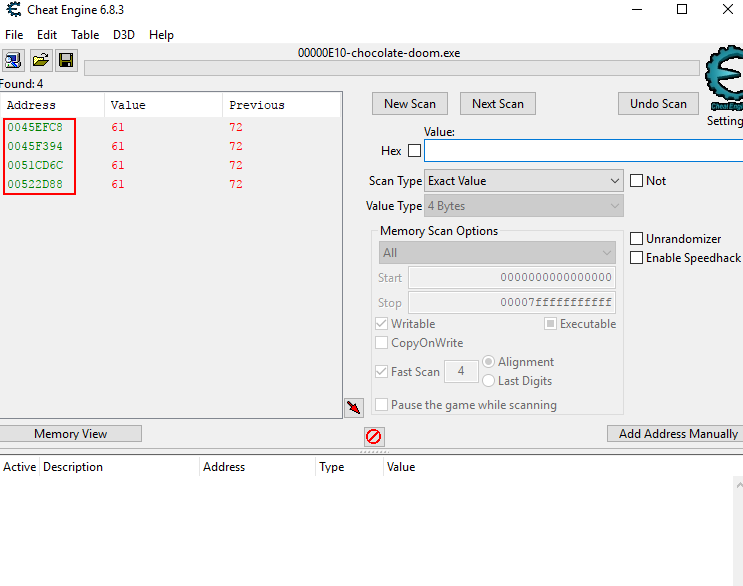 Cheat Engine 6.8.3
File Edit Table D3D Help
00000E10-chocolate-doom.exe
Found: 4
Address Value Previous
0045EFC8 61 72
0045F394 61 72
0051CD6C 61 72
00522D88 61 72
New Scan Next Scan Undo Scan
Cheat Engine
Setting
Value:
Hex
Scan Type Exact Value Not
Value Type 4 Bytes
Memory Scan Options
All
Unrandomizer
Enable Speedhack
Start 0000000000000000
Stop 00007fffffffffff
Writable Executable
CopyOnWrite
Fast Scan 4 Alignment
Last Digits
Pause the game while scanning
Memory View Add Address Manually
Active Description Address Type Value